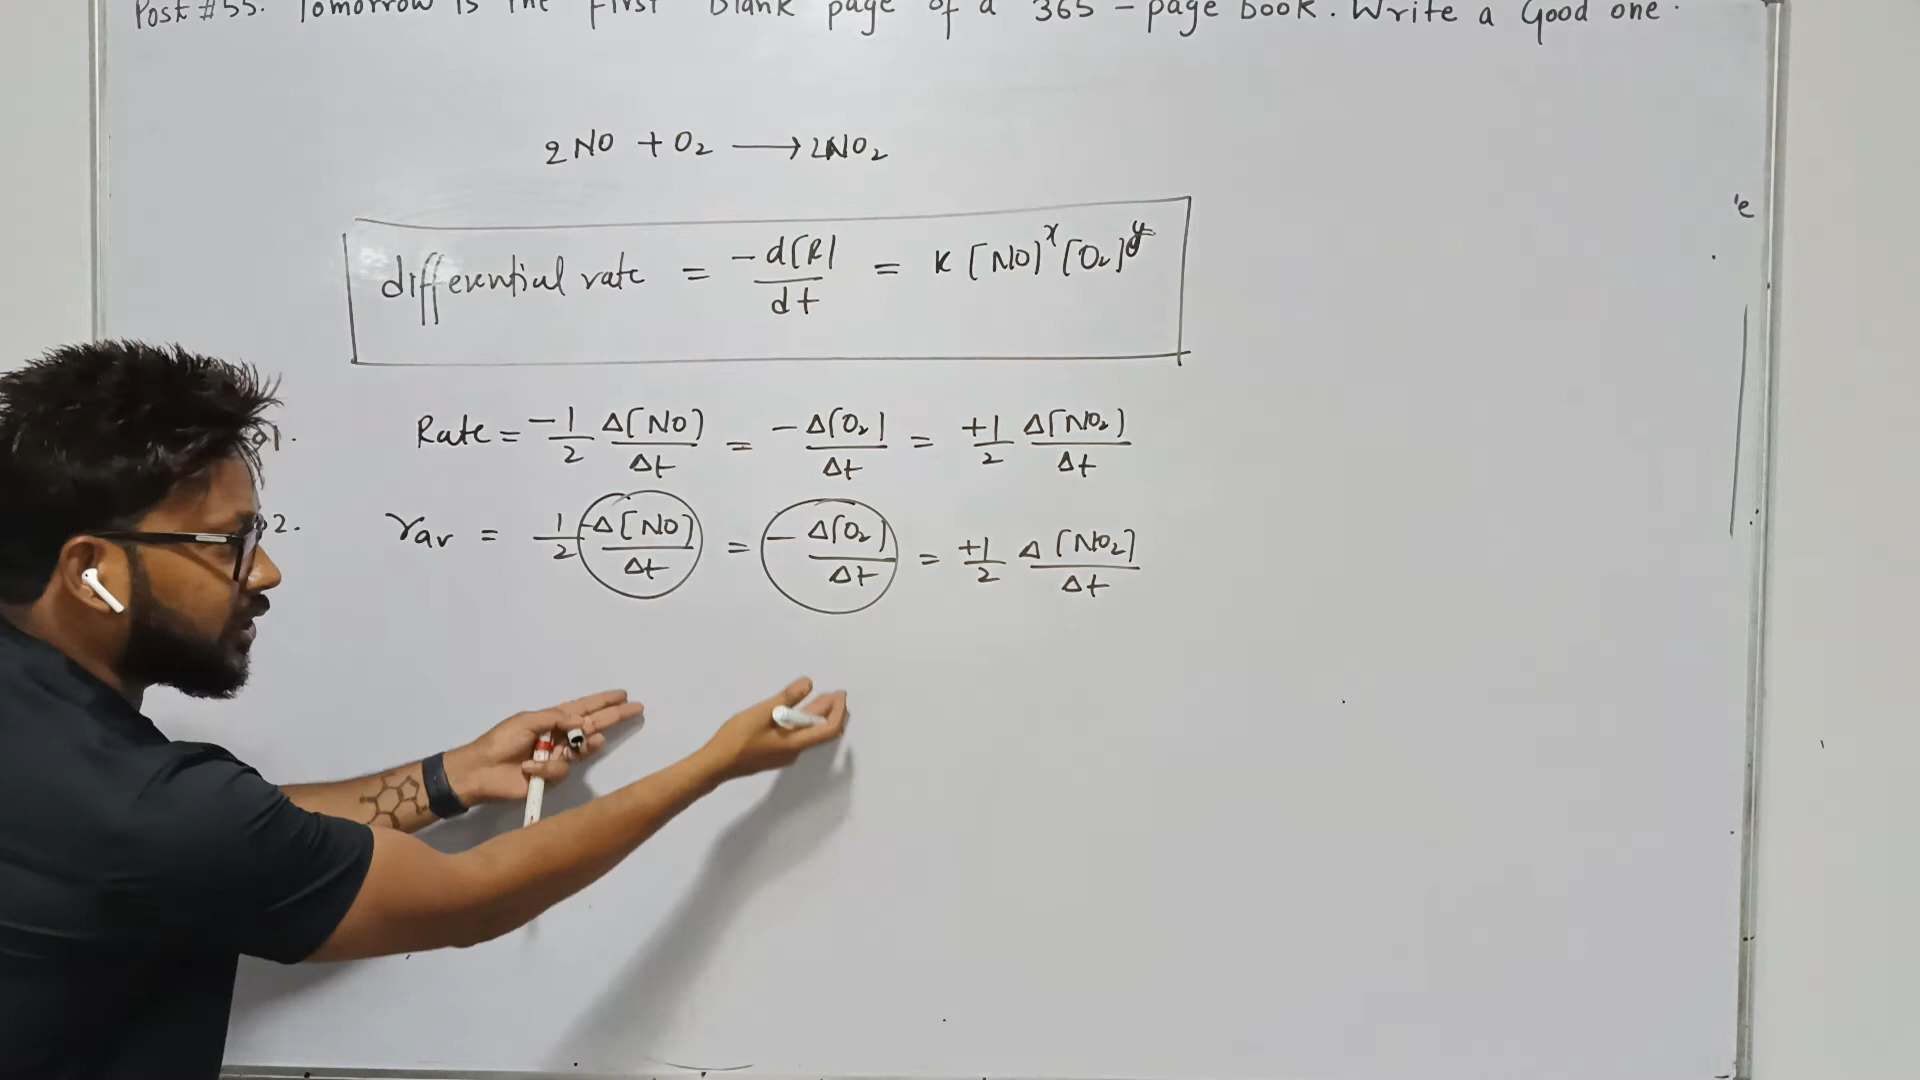 Post #55. Tomorrow is the First blank page of a 365-page book. Write a Good one.
2NO + O₂ ⟶ 2NO₂
differential rate = -d[R]/dt = K [NO]^x [O₂]^y
Rate = -1/2 Δ[NO]/Δt = -Δ[O₂]/Δt = +1/2 Δ[NO₂]/Δt
2. rav = 1/2 -Δ[NO]/Δt = -Δ[O₂]/Δt = +1/2 Δ[NO₂]/Δt